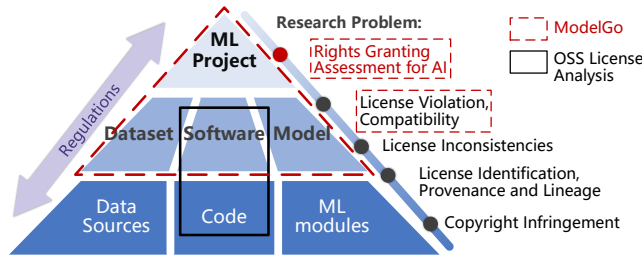 Research Problem:
ModelGo
OSS License
Analysis
ML
Project
Rights Granting
Assessment for AI
Regulations
License Violation,
Compatibility
Dataset Software Model
License Inconsistencies
License Identification,
Provenance and Lineage
Data
Sources
Code
ML
modules
Copyright Infringement